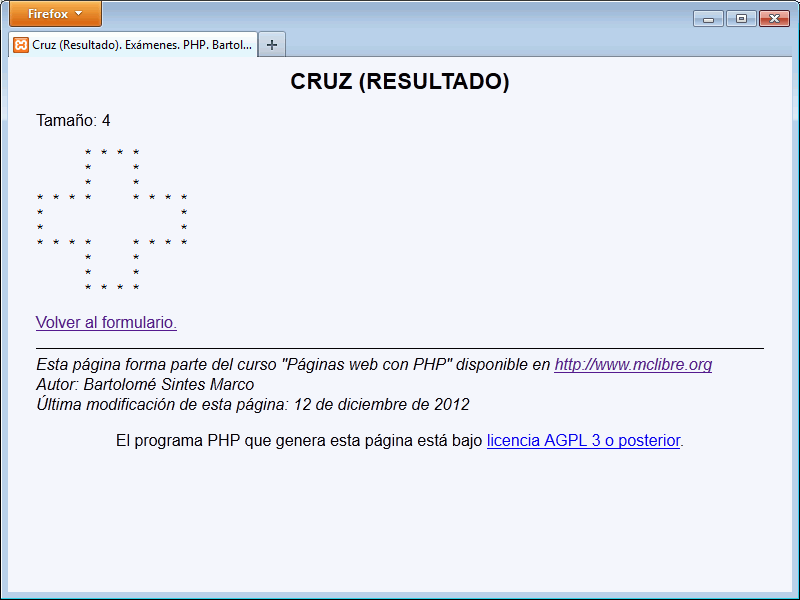 Firefox
Cruz (Resultado). Exámenes. PHP. Bartol...
CRUZ (RESULTADO)
Tamaño: 4
      * * * *
      *     *
      *     *
* * * *     * * * *
*                 *
*                 *
* * * *     * * * *
      *     *
      *     *
      * * * *
Volver al formulario.
Esta página forma parte del curso "Páginas web con PHP" disponible en http://www.mclibre.org
Autor: Bartolomé Sintes Marco
Última modificación de esta página: 12 de diciembre de 2012
El programa PHP que genera esta página está bajo licencia AGPL 3 o posterior.